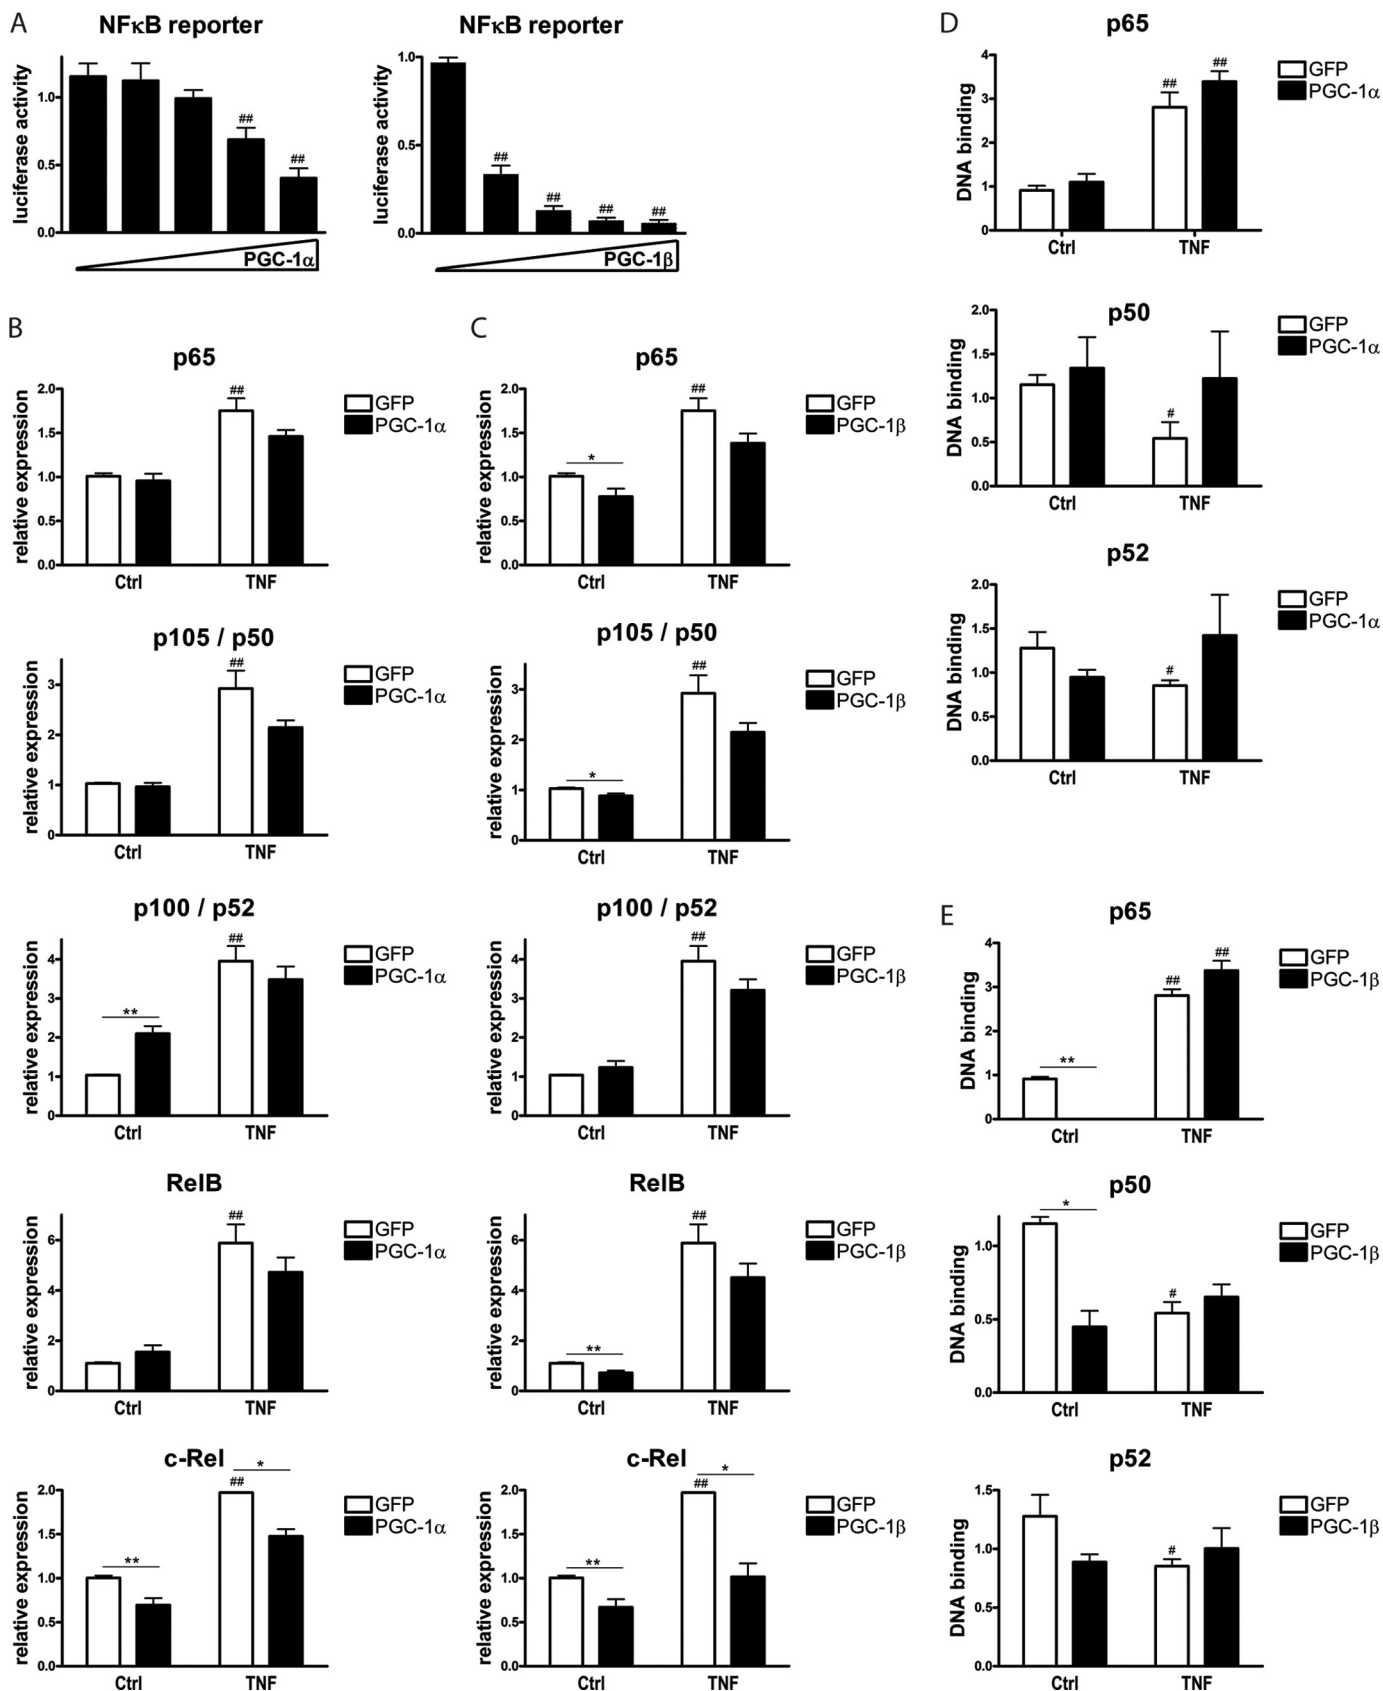 A
NFκB reporter
luciferase activity
1.0
0.5
0.0
##
##
PGC-1α
NFκB reporter
luciferase activity
1.0
0.5
0.0
##
##
##
##
PGC-1β
B
p65
relative expression
2.0
1.5
1.0
0.5
0.0
##
Ctrl
TNF
GFP
PGC-1α
p105 / p50
relative expression
3
2
1
0
##
Ctrl
TNF
GFP
PGC-1α
p100 / p52
relative expression
4
3
2
1
0
**
##
Ctrl
TNF
GFP
PGC-1α
RelB
relative expression
6
4
2
0
##
Ctrl
TNF
GFP
PGC-1α
c-Rel
relative expression
2.0
1.5
1.0
0.5
0.0
**
*
##
Ctrl
TNF
GFP
PGC-1α
C
p65
relative expression
2.0
1.5
1.0
0.5
0.0
*
##
Ctrl
TNF
GFP
PGC-1β
p105 / p50
relative expression
3
2
1
0
*
##
Ctrl
TNF
GFP
PGC-1β
p100 / p52
relative expression
4
3
2
1
0
##
Ctrl
TNF
GFP
PGC-1β
RelB
relative expression
6
4
2
0
**
##
Ctrl
TNF
GFP
PGC-1β
c-Rel
relative expression
2.0
1.5
1.0
0.5
0.0
**
*
##
Ctrl
TNF
GFP
PGC-1β
D
p65
DNA binding
4
3
2
1
0
##
##
Ctrl
TNF
GFP
PGC-1α
p50
DNA binding
2.0
1.5
1.0
0.5
0.0
#
Ctrl
TNF
GFP
PGC-1α
p52
DNA binding
2.0
1.5
1.0
0.5
0.0
#
Ctrl
TNF
GFP
PGC-1α
E
p65
DNA binding
4
3
2
1
0
**
##
##
Ctrl
TNF
GFP
PGC-1β
p50
DNA binding
1.0
0.5
0.0
*
#
Ctrl
TNF
GFP
PGC-1β
p52
DNA binding
1.5
1.0
0.5
0.0
#
Ctrl
TNF
GFP
PGC-1β